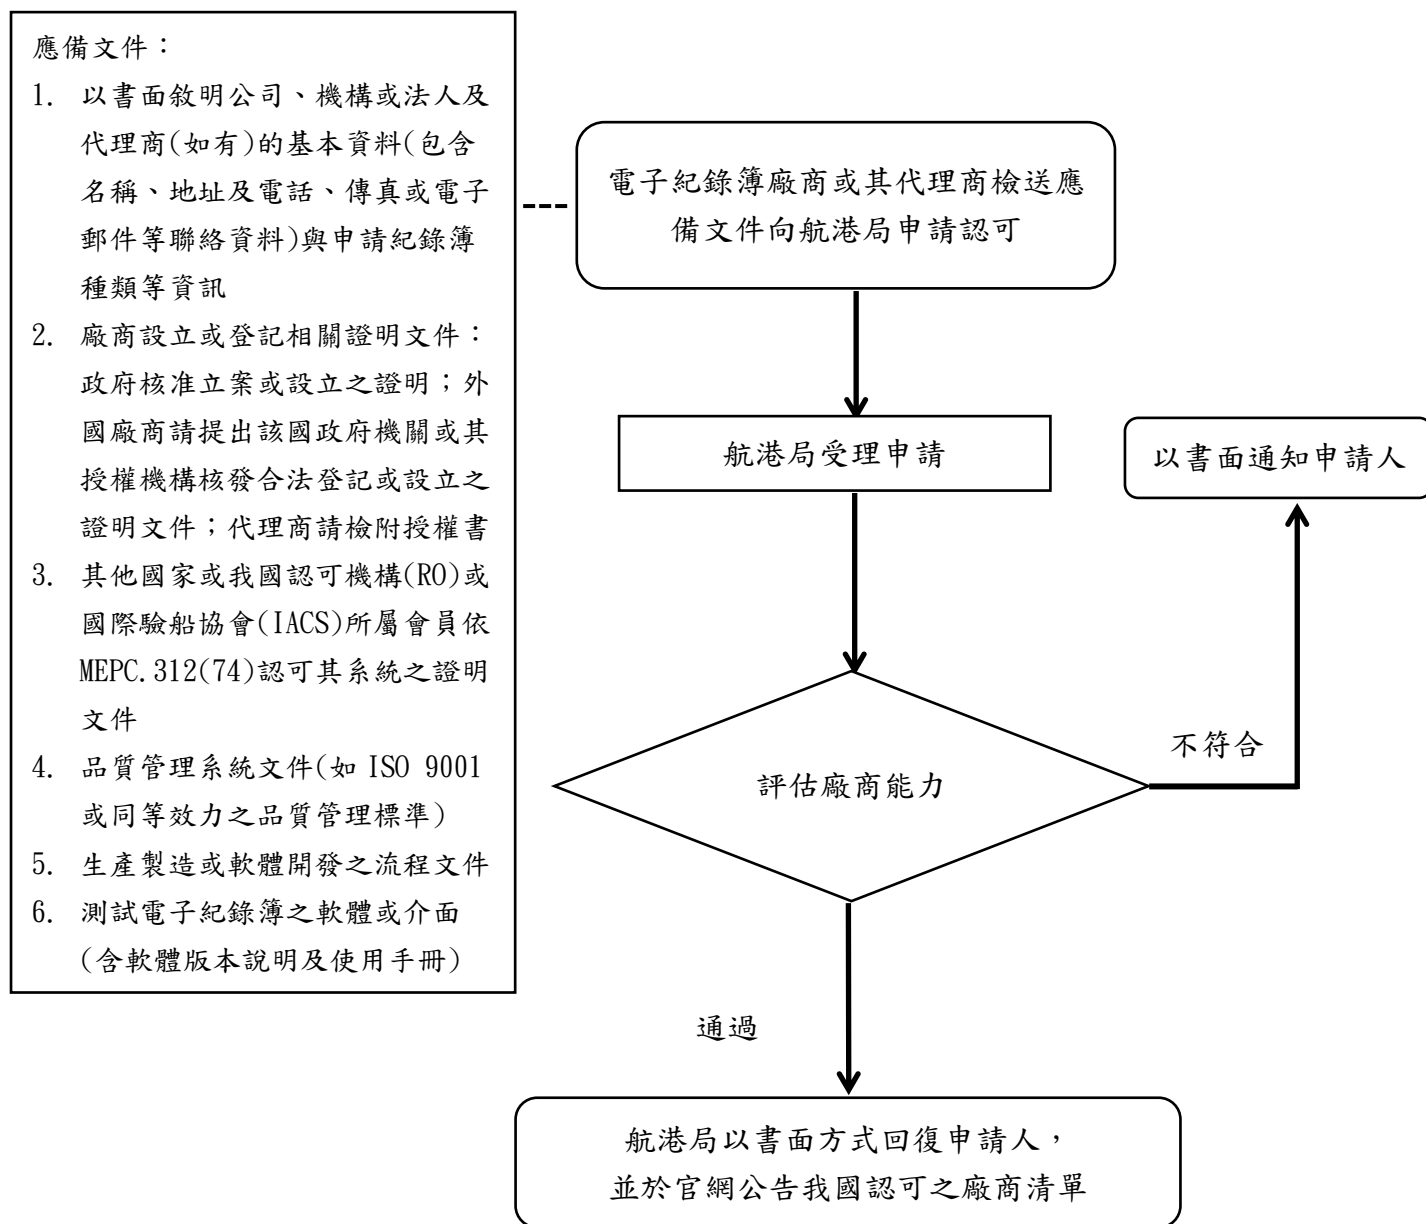 應備文件：
1. 以書面敘明公司、機構或法人及
代理商(如有)的基本資料(包含
名稱、地址及電話、傳真或電子
郵件等聯絡資料)與申請紀錄簿
種類等資訊
2. 廠商設立或登記相關證明文件：
政府核准立案或設立之證明；外
國廠商請提出該國政府機關或其
授權機構核發合法登記或設立之
證明文件；代理商請檢附授權書
3. 其他國家或我國認可機構(RO)或
國際驗船協會(IACS)所屬會員依
MEPC.312(74)認可其系統之證明
文件
4. 品質管理系統文件(如 ISO 9001
或同等效力之品質管理標準)
5. 生產製造或軟體開發之流程文件
6. 測試電子紀錄簿之軟體或介面
(含軟體版本說明及使用手冊)
電子紀錄簿廠商或其代理商檢送應
備文件向航港局申請認可
航港局受理申請
以書面通知申請人
不符合
評估廠商能力
通過
航港局以書面方式回復申請人，
並於官網公告我國認可之廠商清單